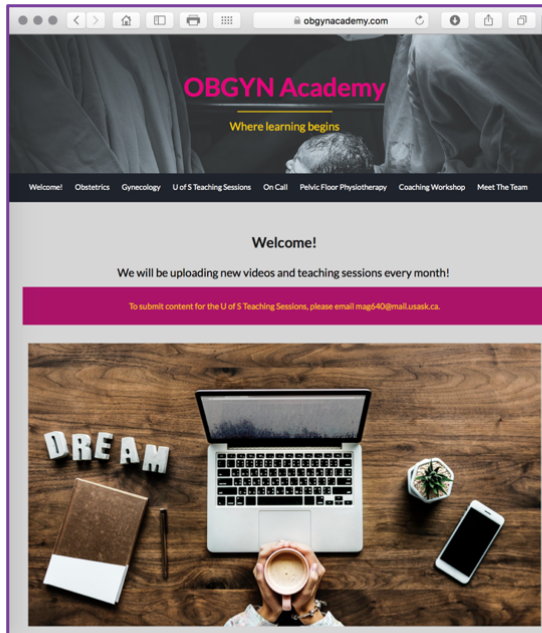 obgynacademy.com
OBGYN Academy
Where learning begins
Welcome! Obstetrics Gynecology U of S Teaching Sessions On Call Pelvic Floor Physiotherapy Coaching Workshop Meet The Team
Welcome!
We will be uploading new videos and teaching sessions every month!
To submit content for the U of S Teaching Sessions, please email mag640@mail.usask.ca.
DREAM